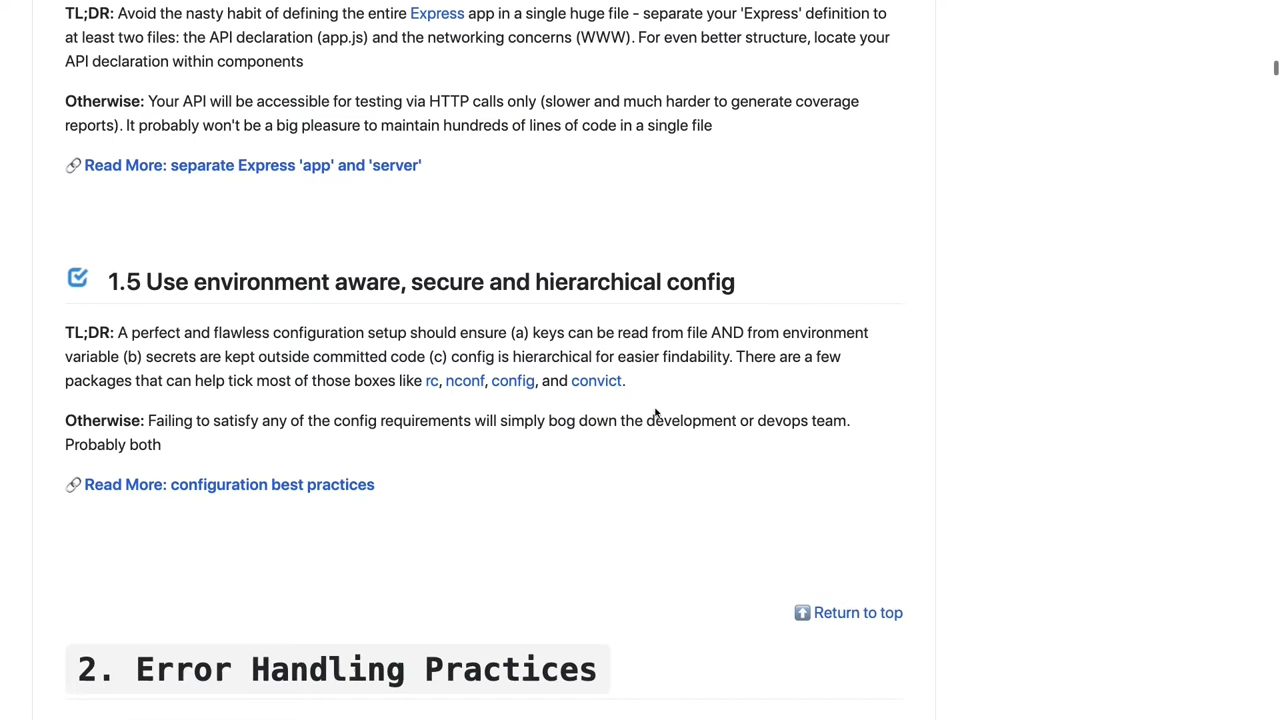 TL;DR: Avoid the nasty habit of defining the entire Express app in a single huge file - separate your 'Express' definition to
at least two files: the API declaration (app.js) and the networking concerns (WWW). For even better structure, locate your
API declaration within components
Otherwise: Your API will be accessible for testing via HTTP calls only (slower and much harder to generate coverage
reports). It probably won't be a big pleasure to maintain hundreds of lines of code in a single file
Read More: separate Express 'app' and 'server'
1.5 Use environment aware, secure and hierarchical config
TL;DR: A perfect and flawless configuration setup should ensure (a) keys can be read from file AND from environment
variable (b) secrets are kept outside committed code (c) config is hierarchical for easier findability. There are a few
packages that can help tick most of those boxes like rc, nconf, config, and convict.
Otherwise: Failing to satisfy any of the config requirements will simply bog down the development or devops team.
Probably both
Read More: configuration best practices
Return to top
2. Error Handling Practices